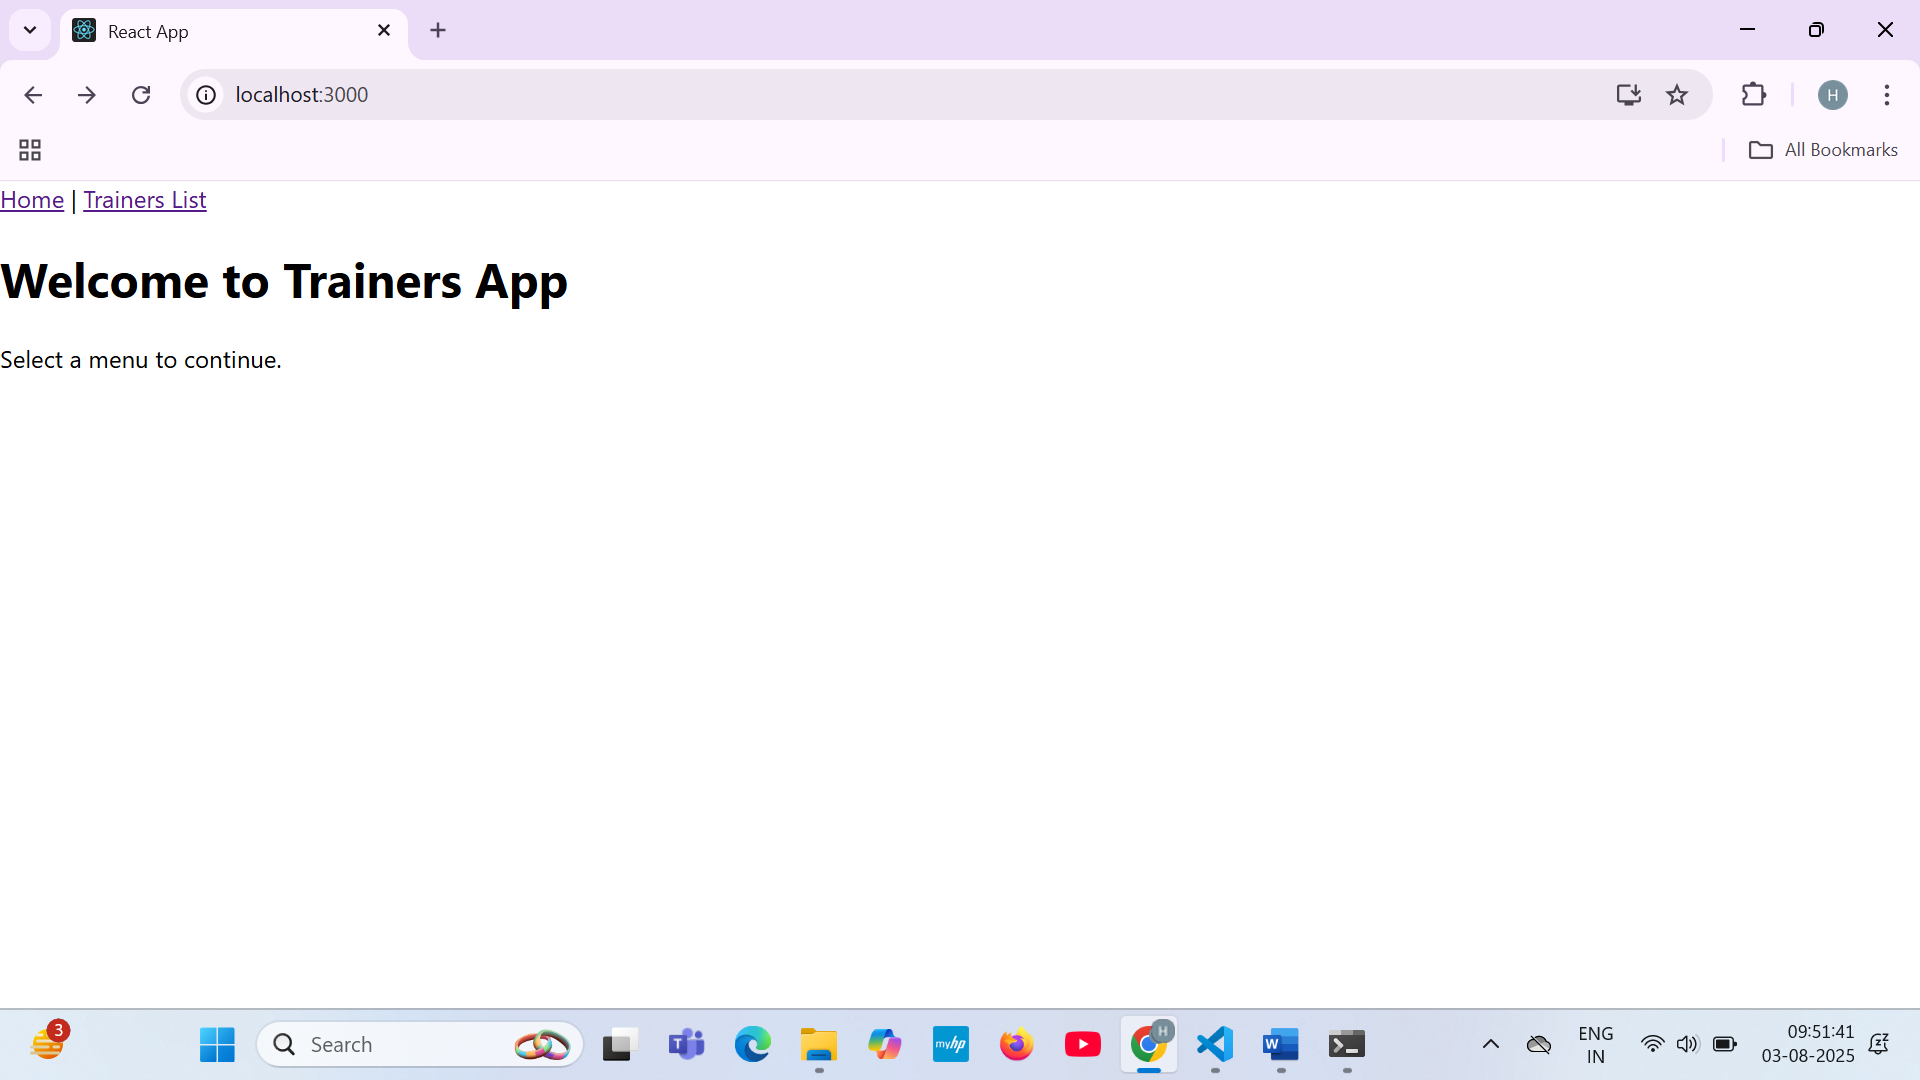 React App
localhost:3000
H
All Bookmarks
Home | Trainers List
Welcome to Trainers App
Select a menu to continue.
3
Search
T
myhp
H
W
ENG
IN
09:51:41
03-08-2025